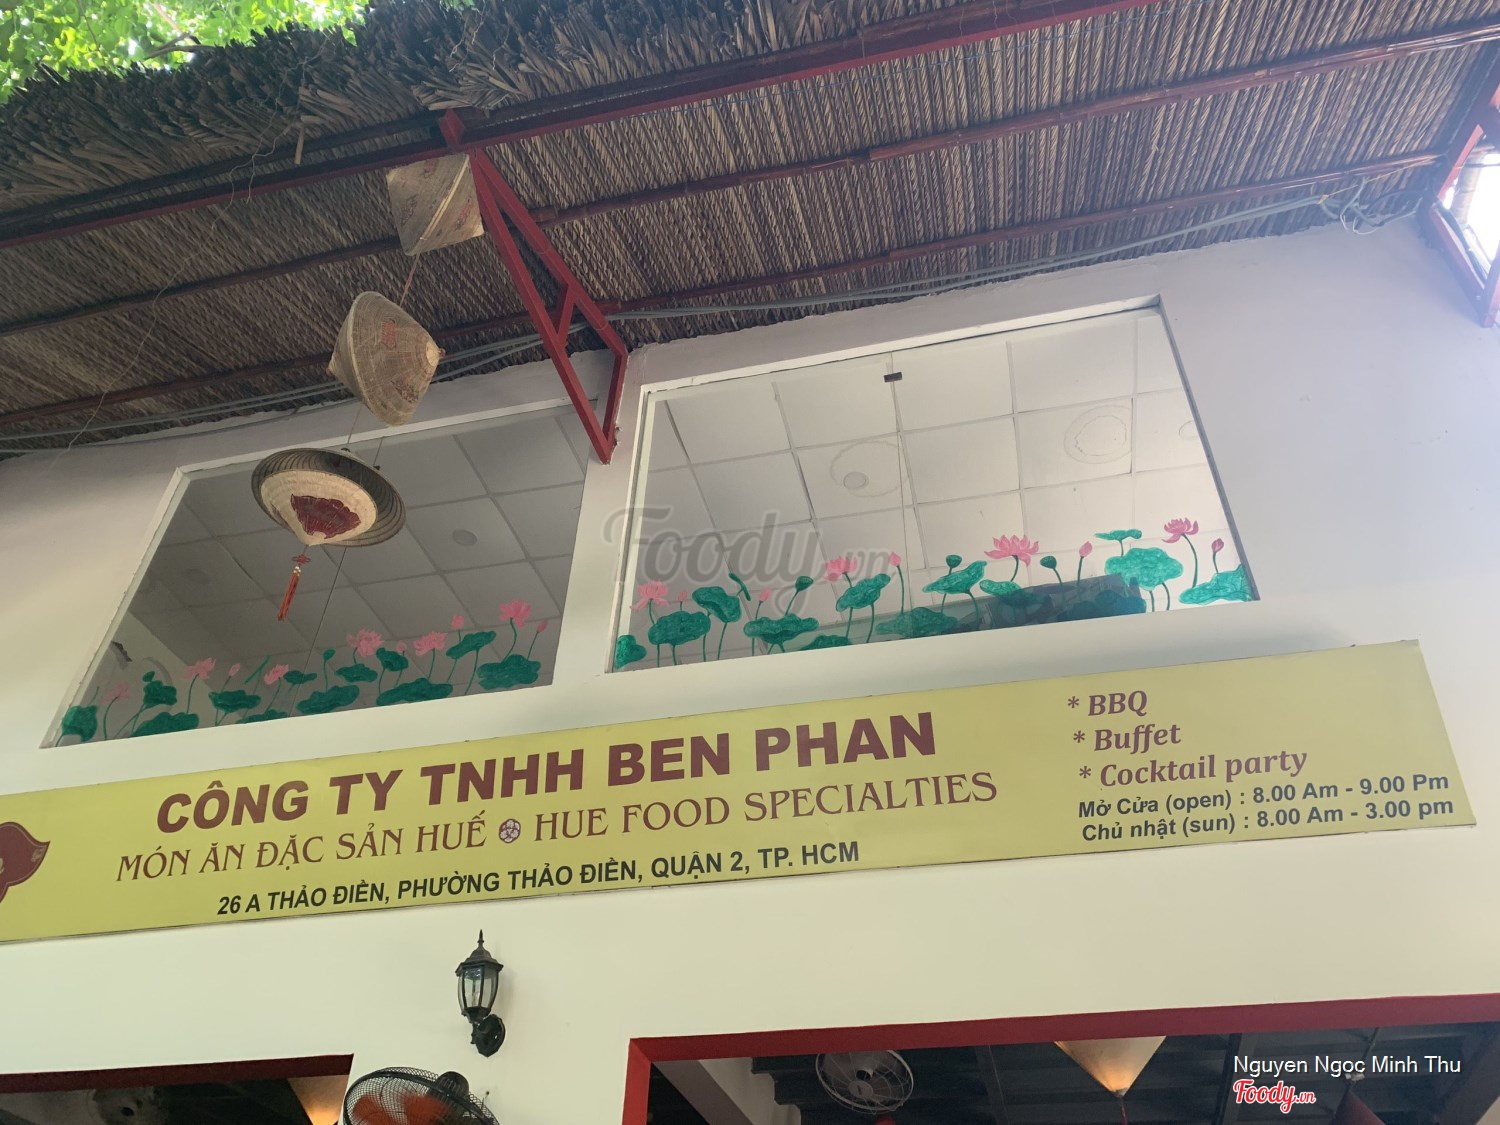 Foody.vn
CÔNG TY TNHH BEN PHAN
MÓN ĂN ĐẶC SẢN HUẾ HUE FOOD SPECIALTIES
26 A THẢO ĐIỀN, PHƯỜNG THẢO ĐIỀN, QUẬN 2, TP. HCM
* BBQ
* Buffet
* Cocktail party
Mở Cửa (open) : 8.00 Am - 9.00 Pm
Chủ nhật (sun) : 8.00 Am - 3.00 pm
Nguyen Ngoc Minh Thu
Foody.vn